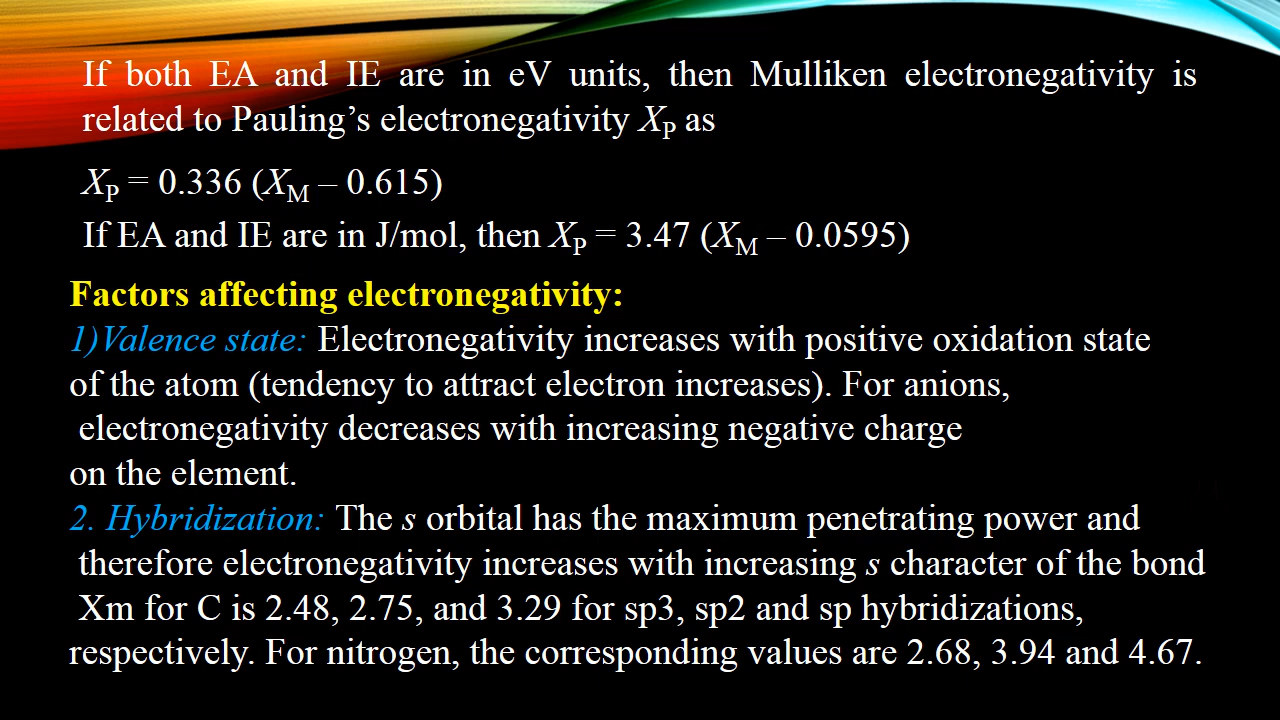 If both EA and IE are in eV units, then Mulliken electronegativity is
related to Pauling’s electronegativity XP as
XP = 0.336 (XM – 0.615)
If EA and IE are in J/mol, then XP = 3.47 (XM – 0.0595)
Factors affecting electronegativity:
1)Valence state: Electronegativity increases with positive oxidation state
of the atom (tendency to attract electron increases). For anions,
electronegativity decreases with increasing negative charge
on the element.
2. Hybridization: The s orbital has the maximum penetrating power and
therefore electronegativity increases with increasing s character of the bond
Xm for C is 2.48, 2.75, and 3.29 for sp3, sp2 and sp hybridizations,
respectively. For nitrogen, the corresponding values are 2.68, 3.94 and 4.67.